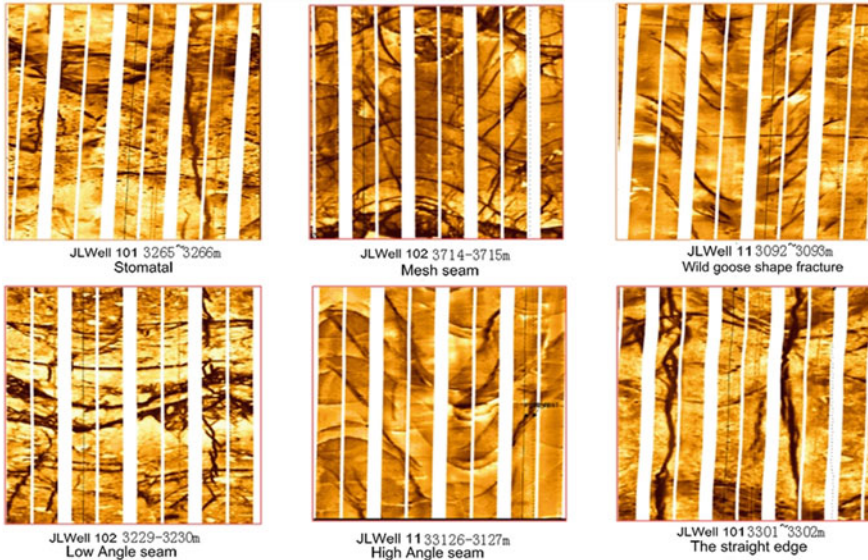 JLWell 101 3265~3266m
Stomatal
JLWell 102 3714-3715m
Mesh seam
JLWell 11 3092~3093m
Wild goose shape fracture
JLWell 102 3229-3230m
Low Angle seam
JLWell 11 33126-3127m
High Angle seam
JLWell 101 3301~3302m
The straight edge